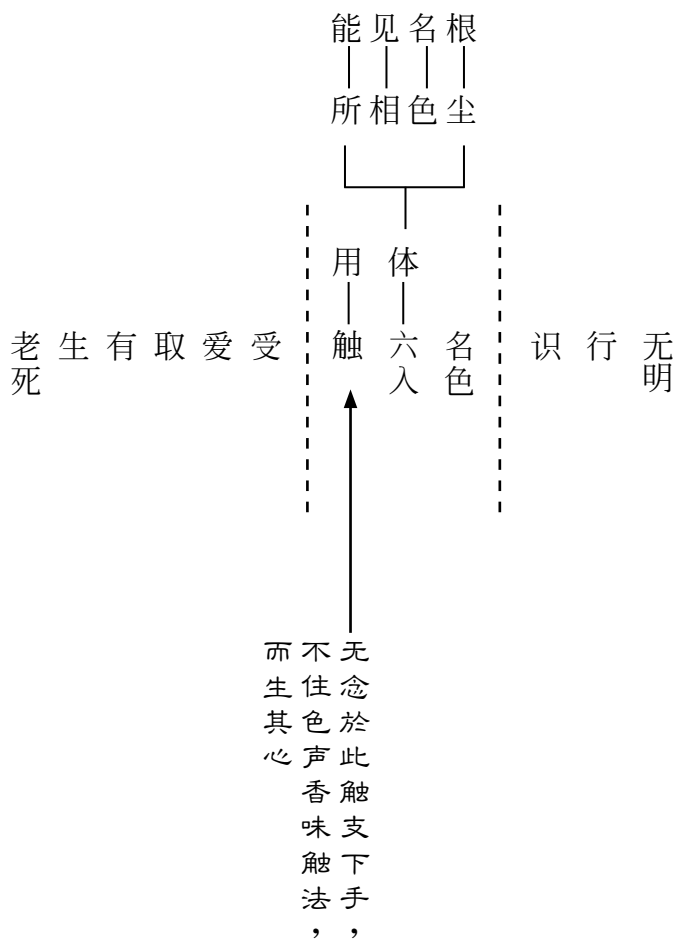 能见名根
所相色尘
用体
无明
行
识
名色
六入
触
受
爱
取
有
生
老死
无念於此触支下手，
不住色声香味触法，
而生其心